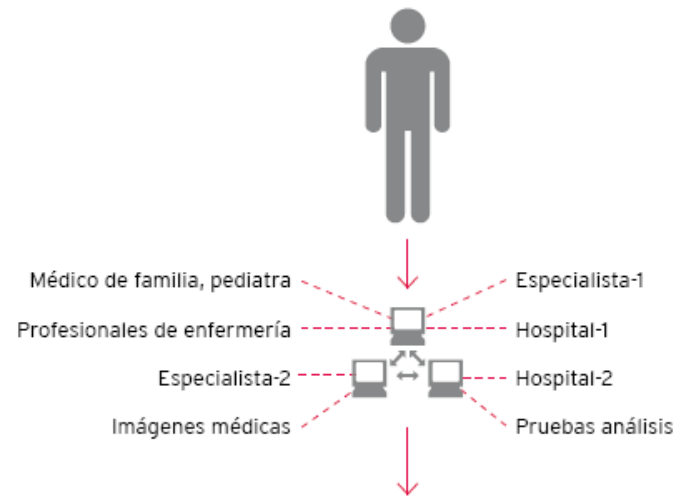 Médico de familia, pediatra
Especialista-1
Profesionales de enfermería
Hospital-1
Especialista-2
Hospital-2
Imágenes médicas
Pruebas análisis